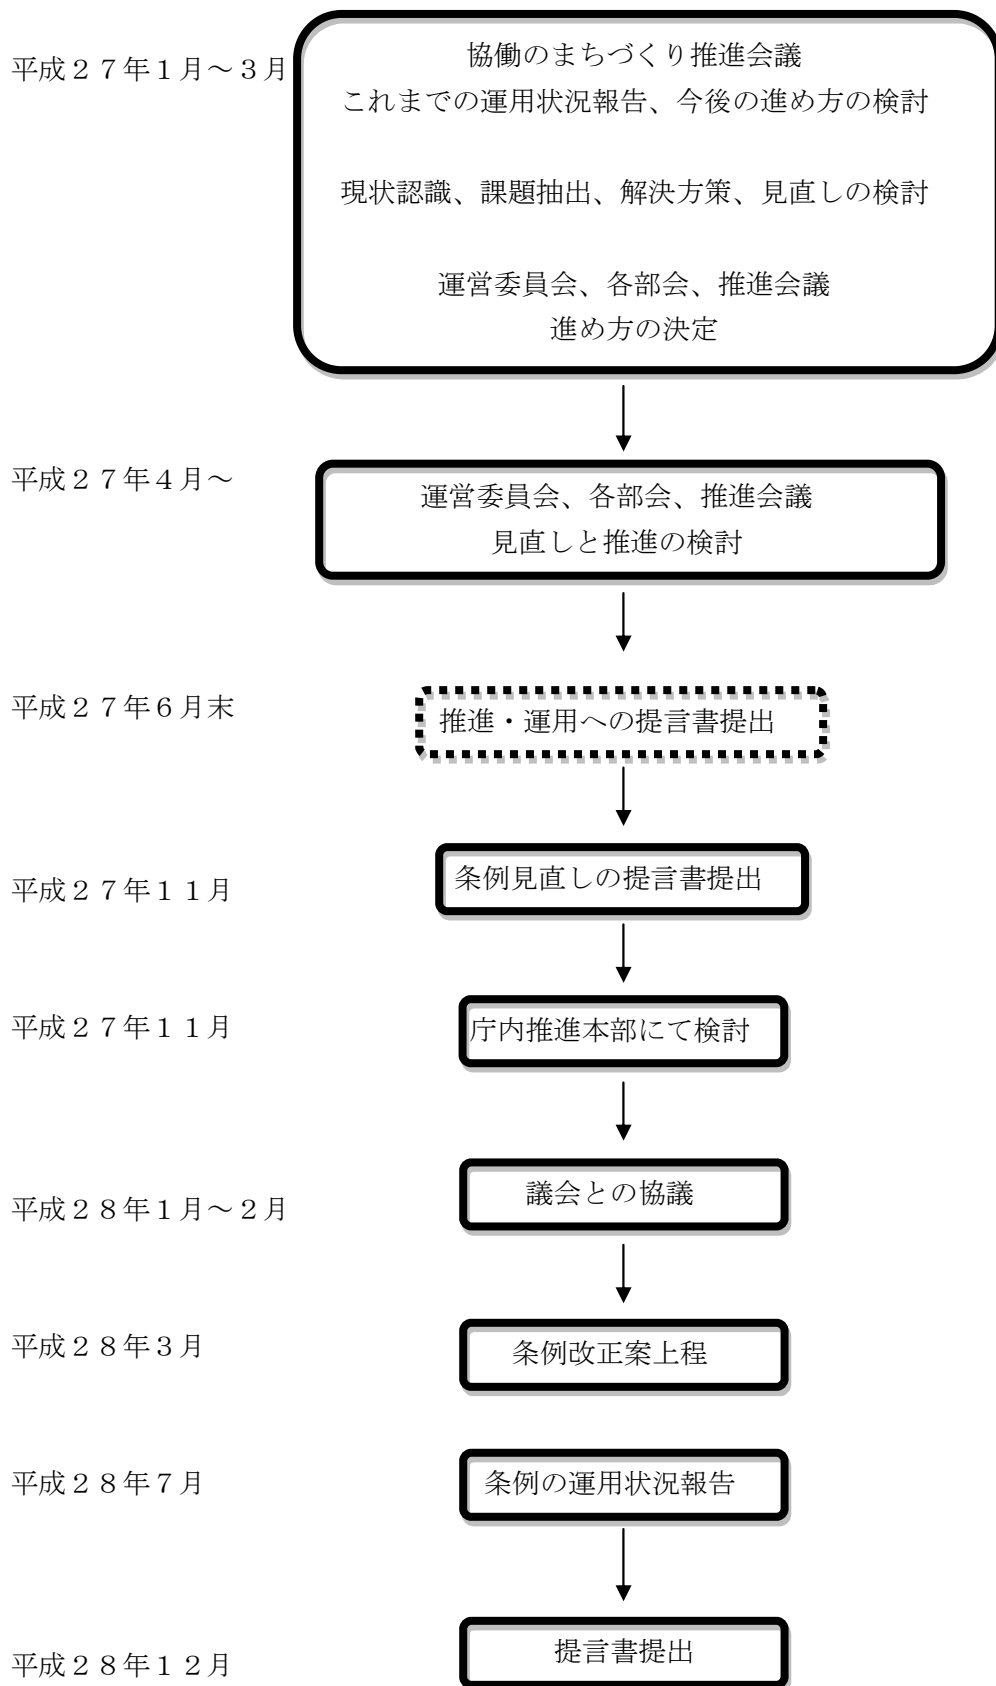 平成２７年１月～３月
協働のまちづくり推進会議
これまでの運用状況報告、今後の進め方の検討
現状認識、課題抽出、解決方策、見直しの検討
運営委員会、各部会、推進会議
進め方の決定
平成２７年４月～
運営委員会、各部会、推進会議
見直しと推進の検討
平成２７年６月末
推進・運用への提言書提出
平成２７年１１月
条例見直しの提言書提出
平成２７年１１月
庁内推進本部にて検討
平成２８年１月～２月
議会との協議
平成２８年３月
条例改正案上程
平成２８年７月
条例の運用状況報告
平成２８年１２月
提言書提出